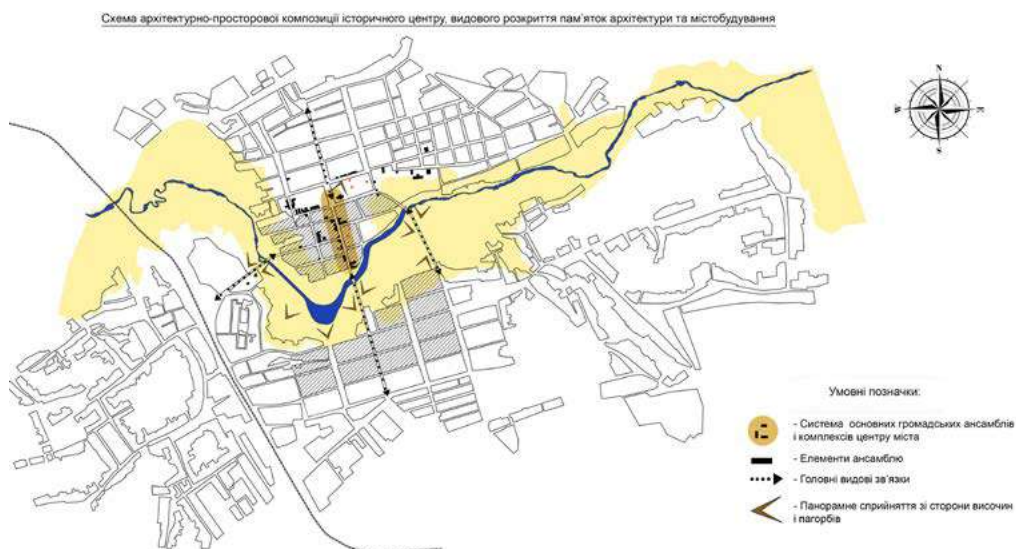 Схема архітектурно-просторової композиції історичного центру, видового розкриття пам'яток архітектури та містобудування
N
W
E
S
Умовні позначки:
- Система основних громадських ансамблів
і комплексів центру міста
- Елементи ансамблю
- Головні видові зв'язки
- Панорамне сприйняття зі сторони височин
і пагорбів